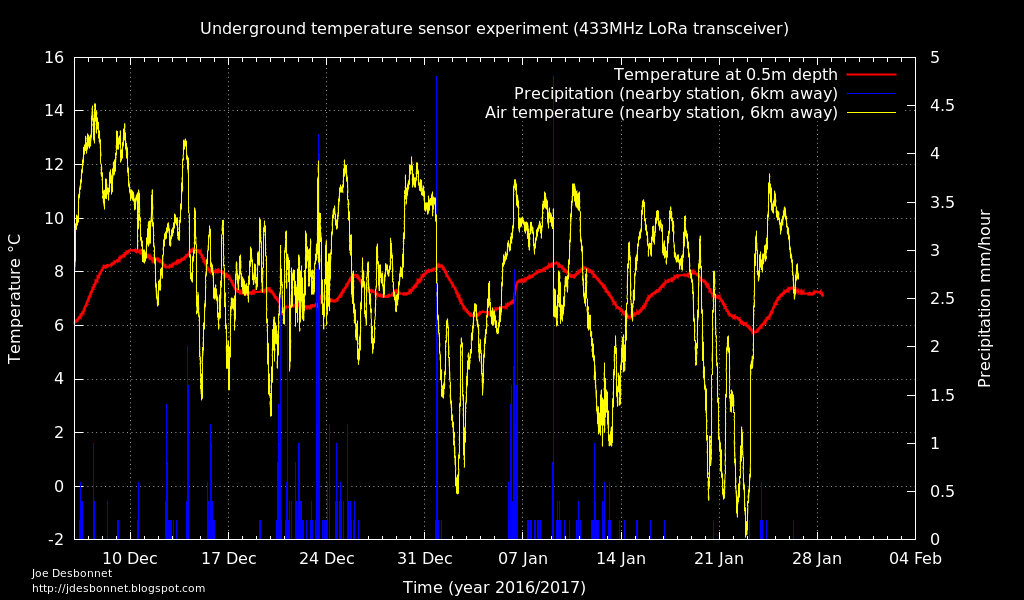 Underground temperature sensor experiment (433MHz LoRa transceiver)
Temperature at 0.5m depth
Precipitation (nearby station, 6km away)
Air temperature (nearby station, 6km away)
Temperature °C
16
14
12
10
8
6
4
2
0
-2
5
4.5
4
3.5
3
2.5
2
1.5
1
0.5
0
Precipitation mm/hour
10 Dec 17 Dec 24 Dec 31 Dec 07 Jan 14 Jan 21 Jan 28 Jan 04 Feb
Time (year 2016/2017)
Joe Desbonnet
http://jdesbonnet.blogspot.com